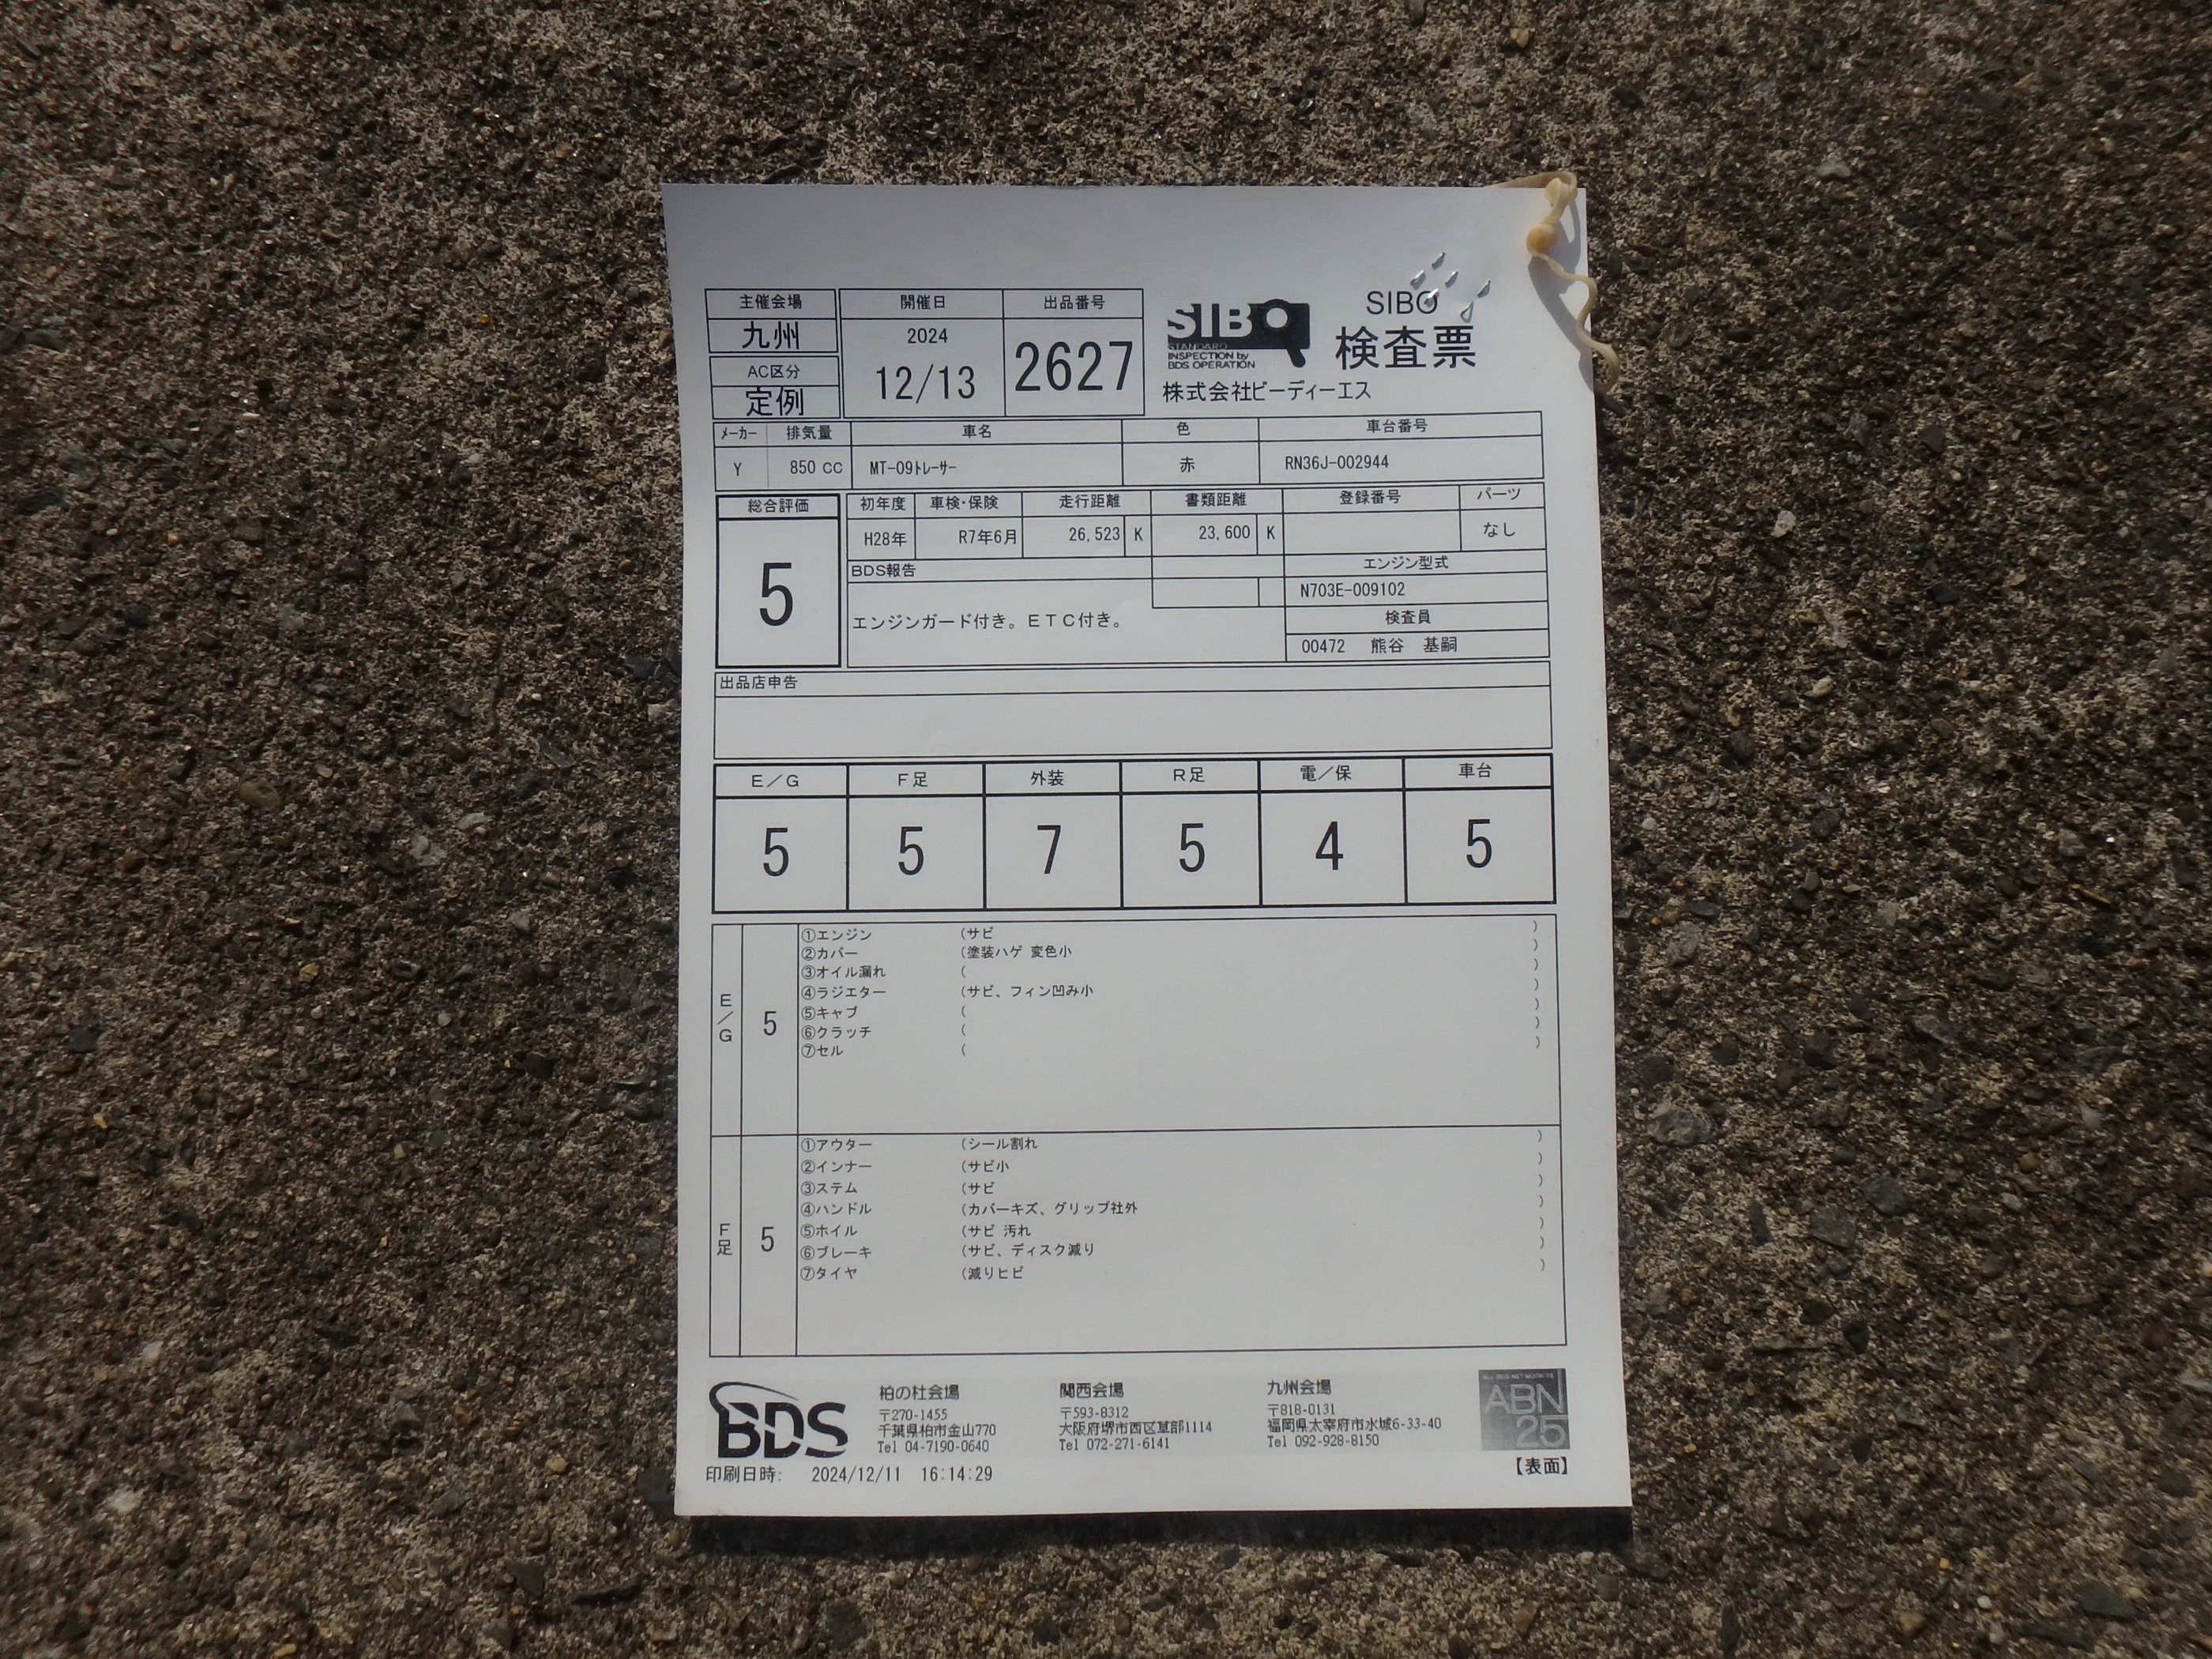 主催会場 開催日 出品番号
九州 2024 12/13 2627
AC区分
定例
SIBO
STANDARD
INSPECTION by
BDS OPERATION
SIBO
検査票
株式会社ビーディーエス
メーカー 排気量 車名 色 車台番号
Y 850 CC MT-09トレーサー 赤 RN36J-002944
総合評価 初年度 車検・保険 走行距離 書類距離 登録番号 パーツ
5 H28年 R7年6月 26,523 K 23,600 K なし
BDS報告 エンジン型式
エンジンガード付き。ETC付き。 N703E-009102
検査員
00472 熊谷 基嗣
出品店申告
E/G F足 外装 R足 電/保 車台
5 5 7 5 4 5
E/G 5
①エンジン (サビ )
②カバー (塗装ハゲ 変色小 )
③オイル漏れ ( )
④ラジエター (サビ、フィン凹み小 )
⑤キャブ ( )
⑥クラッチ ( )
⑦セル ( )
F足 5
①アウター (シール割れ )
②インナー (サビ小 )
③ステム (サビ )
④ハンドル (カバーキズ、グリップ社外 )
⑤ホイル (サビ 汚れ )
⑥ブレーキ (サビ、ディスク減り )
⑦タイヤ (減りヒビ )
BDS
柏の杜会場
〒270-1455
千葉県柏市金山770
Tel 04-7190-0640
関西会場
〒593-8312
大阪府堺市西区草部1114
Tel 072-271-6141
九州会場
〒818-0131
福岡県太宰府市水城6-33-40
Tel 092-928-8150
ABN
25
印刷日時: 2024/12/11 16:14:29
【表面】